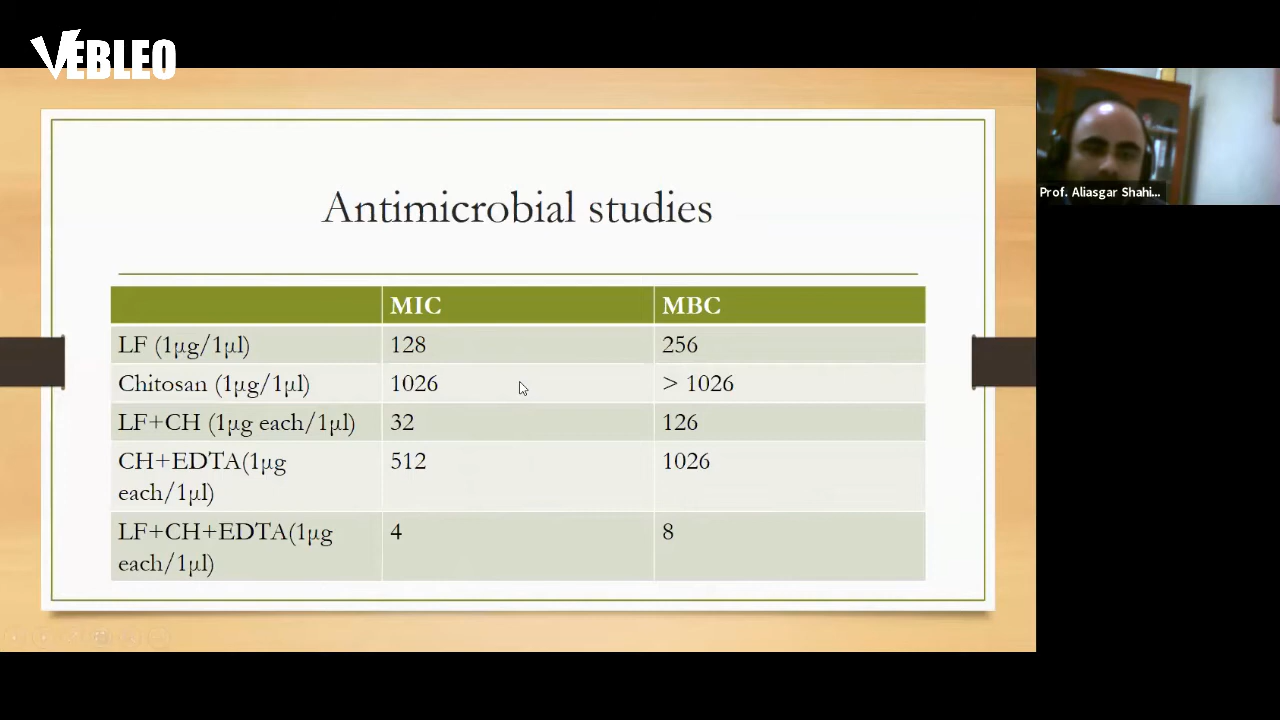 VEBLEO
Prof. Aliasgar Shahi...
Antimicrobial studies
MIC MBC
LF (1µg/1µl) 128 256
Chitosan (1µg/1µl) 1026 > 1026
LF+CH (1µg each/1µl) 32 126
CH+EDTA(1µg 512 1026
each/1µl)
LF+CH+EDTA(1µg 4 8
each/1µl)